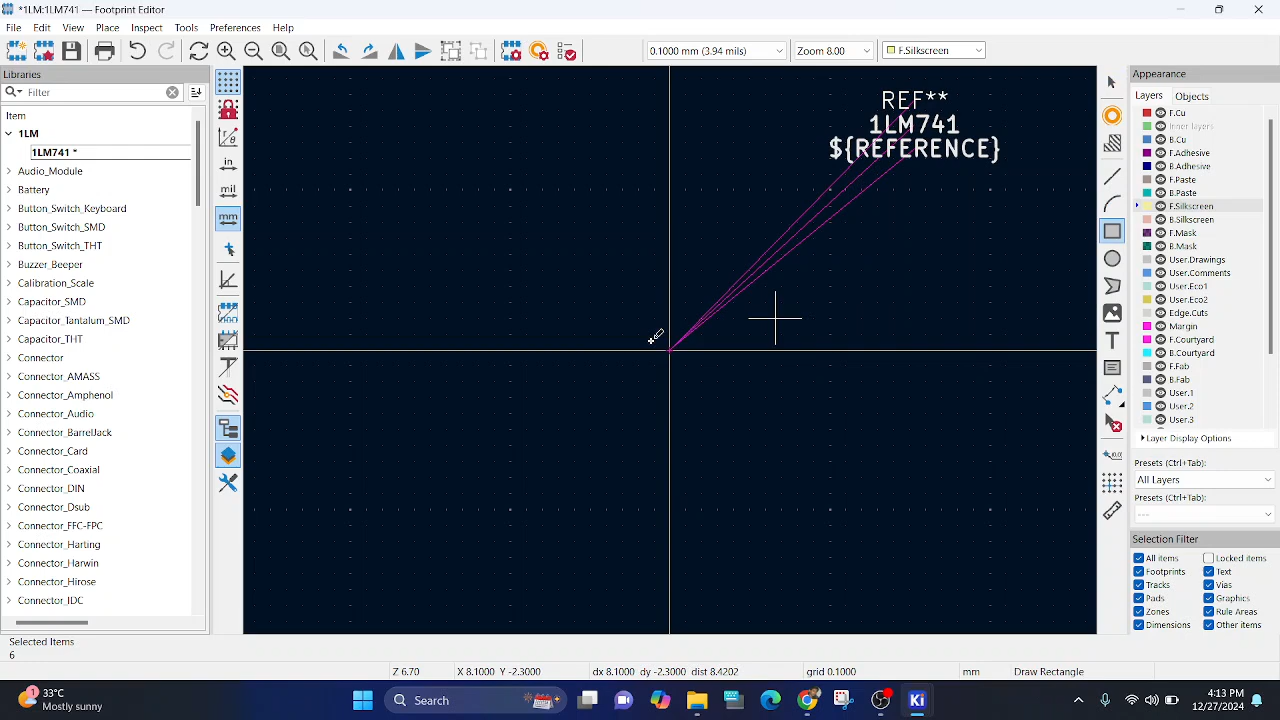 *1LM:1LM741 — Footprint Editor
File Edit View Place Inspect Tools Preferences Help
0.1000 mm (3.94 mils) Zoom 8.00 F.Silkscreen
Libraries
Filter
Item
1LM
1LM741 *
Audio_Module
Battery
Button_Switch_Keyboard
Button_Switch_SMD
Button_Switch_THT
Buzzer_Beeper
Calibration_Scale
Capacitor_SMD
Capacitor_Tantalum_SMD
Capacitor_THT
Connector
Connector_AMASS
Connector_Amphenol
Connector_Audio
Connector_BarrelJack
Connector_Card
Connector_Coaxial
Connector_DIN
Connector_Dsub
Connector_FFC-FPC
Connector_Harting
Connector_Harwin
Connector_Hirose
Connector_IDC
in
mil
mm
REF**
1LM741
${REFERENCE}
Appearance
Layers Objects
F.Cu
Inner layers
B.Cu
F.Adhesive
B.Adhesive
F.Paste
B.Paste
F.Silkscreen
B.Silkscreen
F.Mask
B.Mask
User.Drawings
User.Comments
User.Eco1
User.Eco2
Edge.Cuts
Margin
F.Courtyard
B.Courtyard
F.Fab
B.Fab
User.1
User.2
User.3
Layer Display Options
Presets (Ctrl+Tab):
All Layers
Presets (Ctrl+Tab):
---
Selection Filter
All items Locked items
Footprints Text
Tracks Vias
Pads Graphics
Zones Rule Areas
Dimensions Other items
Selected Items
6
Z 6.70 X 8.1000 Y -2.3000 dx 8.1000 dy -2.3000 dist 8.4202 grid 0.1000 mm Draw Rectangle
33°C
Mostly sunny
Search
4:13 PM
12/27/2024